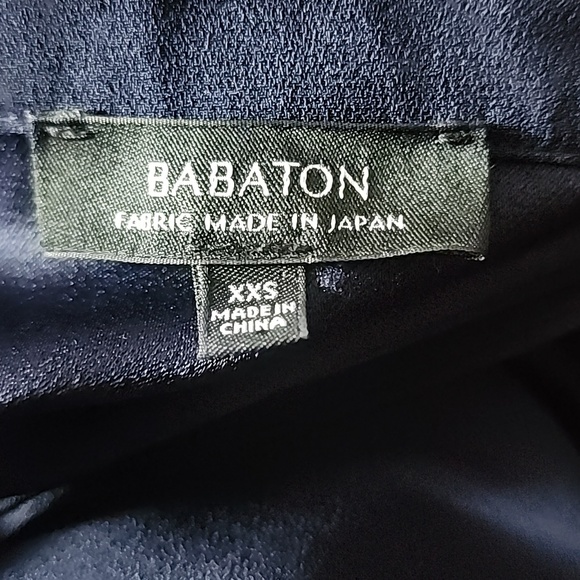 BABATON
FABRIC MADE IN JAPAN
XXS
MADE IN
CHINA